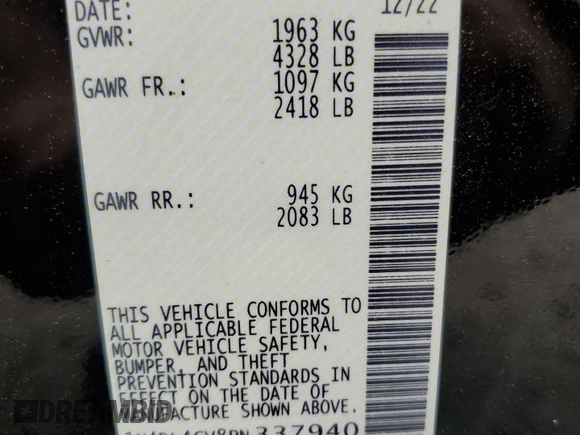 DATE: 12/22
GVWR: 1963 KG
4328 LB
GAWR FR.: 1097 KG
2418 LB
GAWR RR.: 945 KG
2083 LB
THIS VEHICLE CONFORMS TO
ALL APPLICABLE FEDERAL
MOTOR VEHICLE SAFETY,
BUMPER, AND THEFT
PREVENTION STANDARDS IN
EFFECT ON THE DATE OF
MANUFACTURE SHOWN ABOVE.
337940
DRENMBID